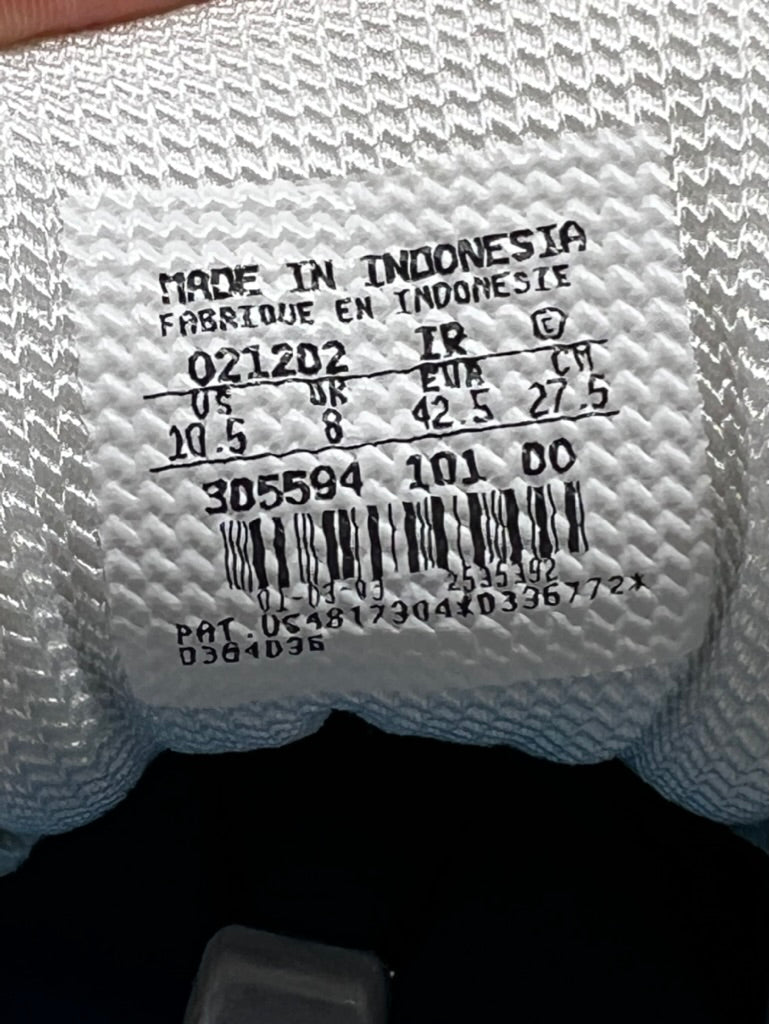 MADE IN INDONESIA
FABRIQUE EN INDONESIE
021202 IR ©
US UK EUR CM
10.5 8 42.5 27.5
305594 101 00
01-03-03 2535392
PAT.US4817304*D336772*
D364036